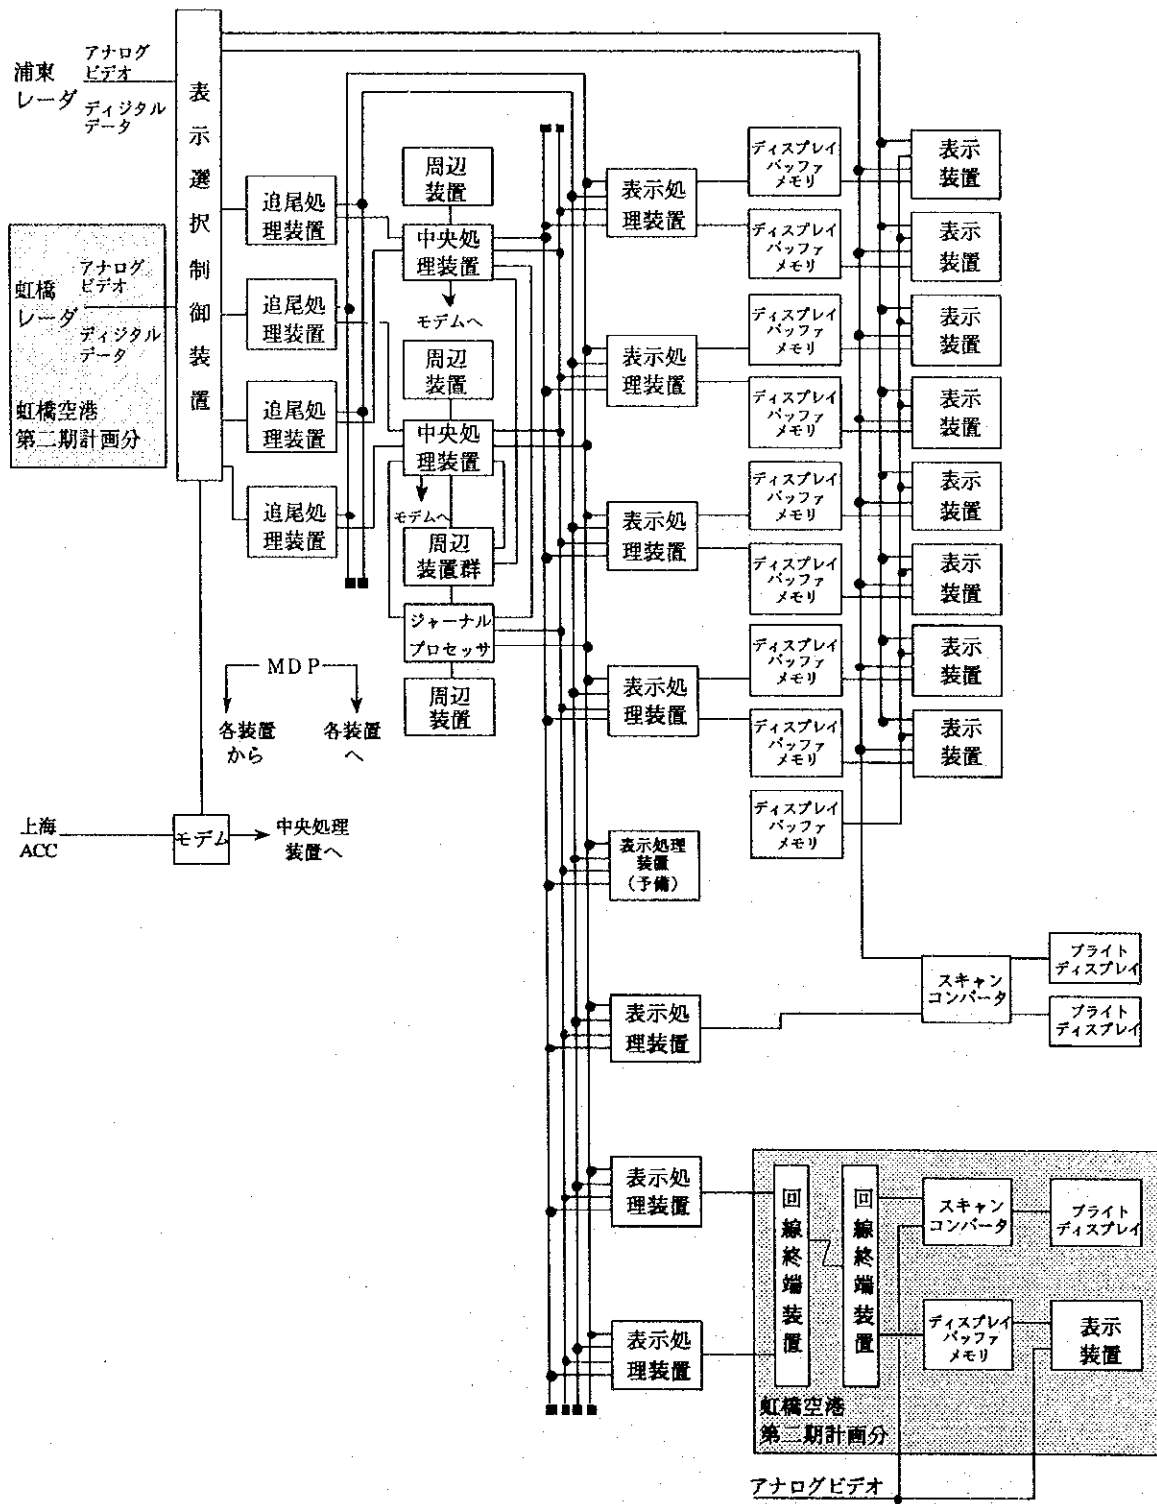 浦東
レーダ
アナログ
ビデオ
ディジタル
データ
虹橋
レーダ
アナログ
ビデオ
ディジタル
データ
虹橋空港
第二期計画分
表示選択制御装置
追尾処
理装置
追尾処
理装置
追尾処
理装置
追尾処
理装置
周辺
装置
中央処
理装置
モデムへ
周辺
装置
中央処
理装置
モデムへ
周辺
装置群
ジャーナル
プロセッサ
周辺
装置
MDP
各装置
から
各装置
へ
上海
ACC
モデム
中央処理
装置へ
表示処
理装置
表示処
理装置
表示処
理装置
表示処
理装置
表示処理
装置
(予備)
表示処
理装置
表示処
理装置
表示処
理装置
ディスプレイ
バッファ
メモリ
ディスプレイ
バッファ
メモリ
ディスプレイ
バッファ
メモリ
ディスプレイ
バッファ
メモリ
ディスプレイ
バッファ
メモリ
ディスプレイ
バッファ
メモリ
ディスプレイ
バッファ
メモリ
ディスプレイ
バッファ
メモリ
ディスプレイ
バッファ
メモリ
表示
装置
表示
装置
表示
装置
表示
装置
表示
装置
表示
装置
表示
装置
表示
装置
スキャン
コンバータ
ブライト
ディスプレイ
ブライト
ディスプレイ
回線終端装置
回線終端装置
スキャン
コンバータ
ブライト
ディスプレイ
ディスプレイ
バッファ
メモリ
表示
装置
虹橋空港
第二期計画分
アナログビデオ